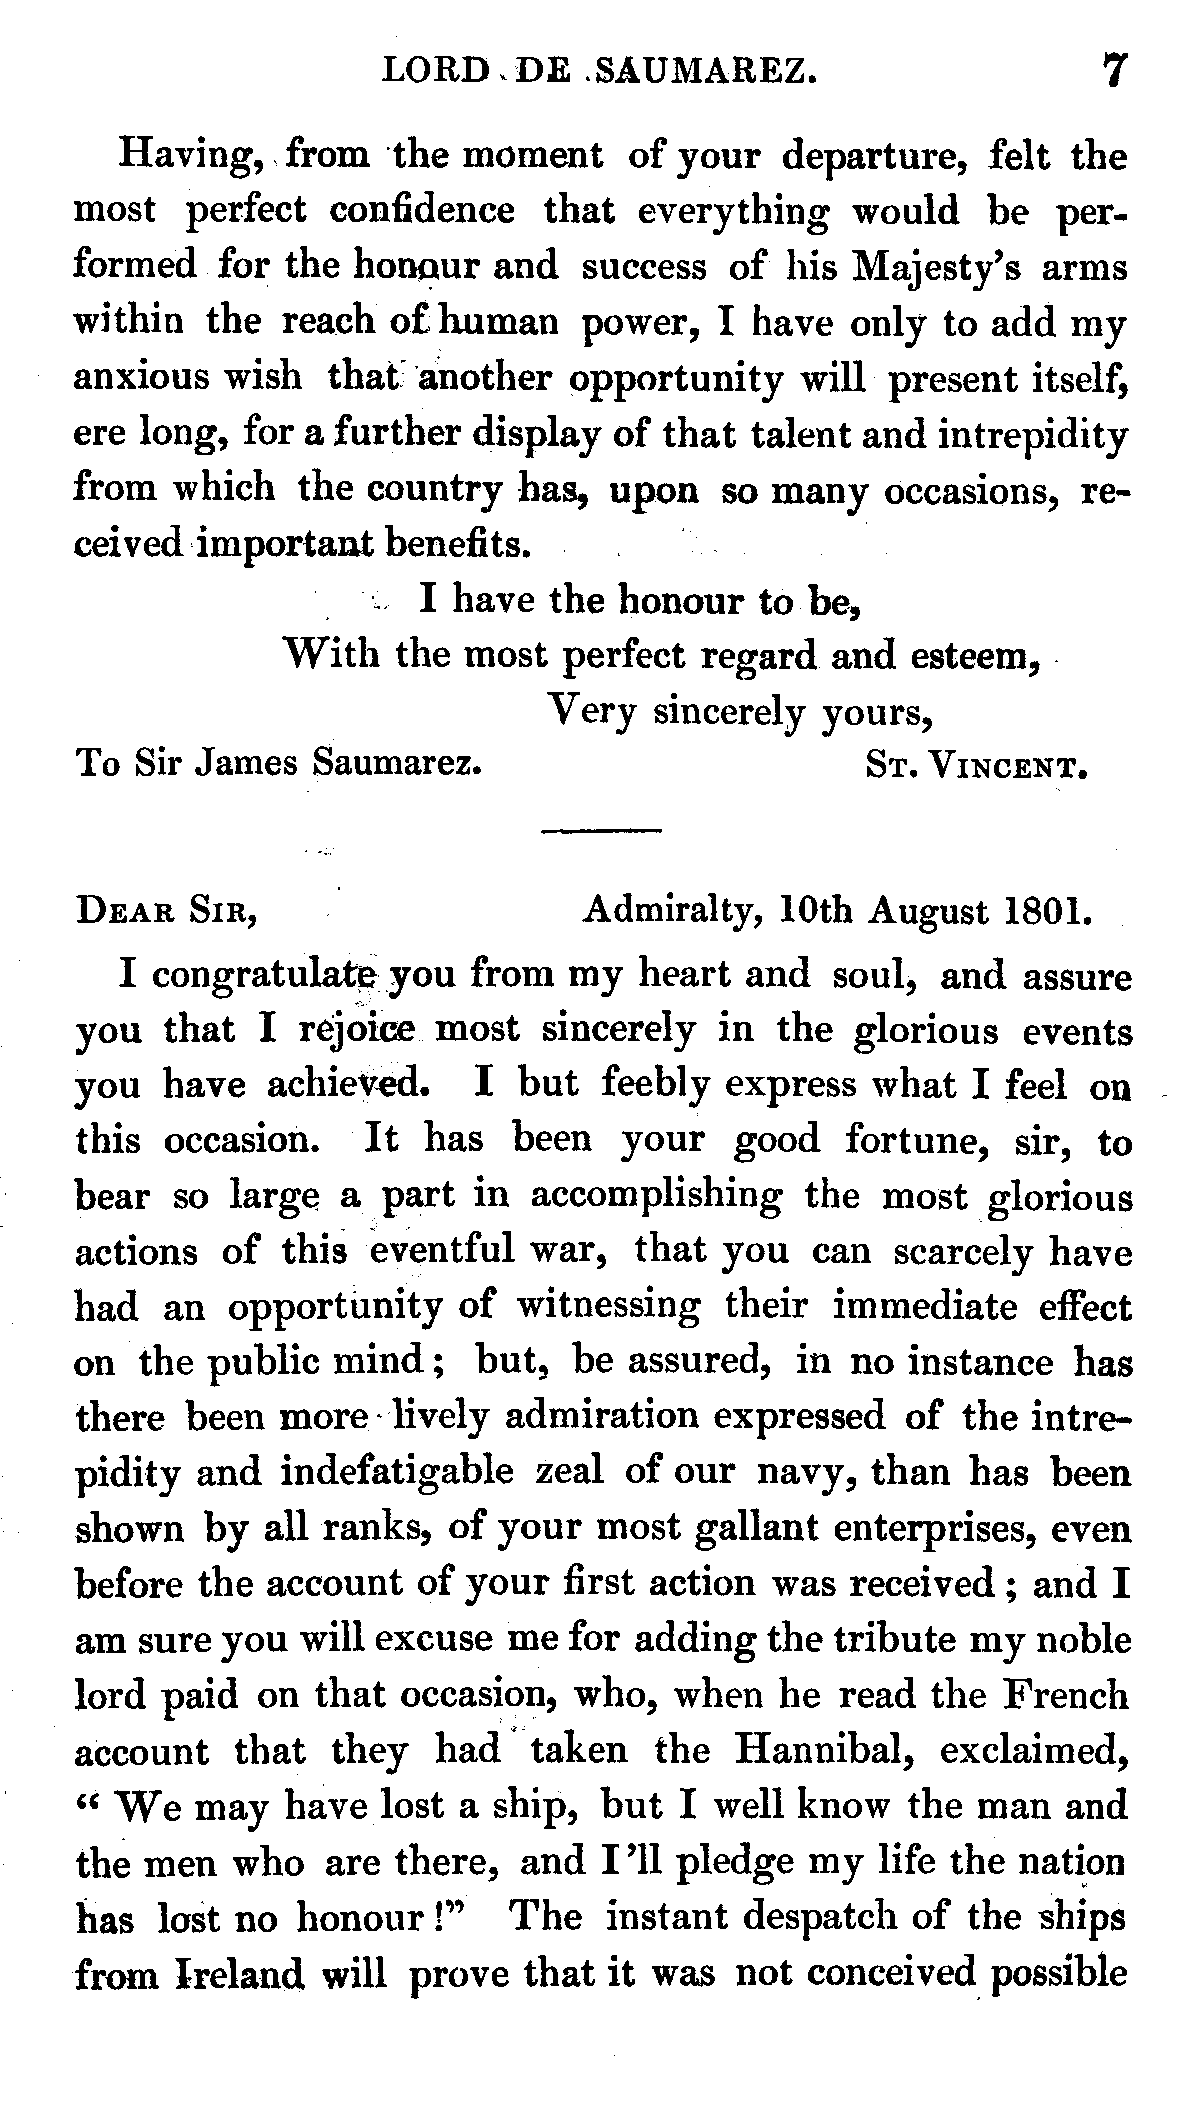 LORD DE SAUMAREZ. 7
Having, from the moment of your departure, felt the
most perfect confidence that everything would be per-
formed for the honour and success of his Majesty's arms
within the reach of human power, I have only to add my
anxious wish that another opportunity will present itself,
ere long, for a further display of that talent and intrepidity
from which the country has, upon so many occasions, re-
ceived important benefits.
I have the honour to be,
With the most perfect regard and esteem,
Very sincerely yours,
To Sir James Saumarez. ST. VINCENT.
DEAR SIR, Admiralty, 10th August 1801.
I congratulate you from my heart and soul, and assure
you that I rejoice most sincerely in the glorious events
you have achieved. I but feebly express what I feel on
this occasion. It has been your good fortune, sir, to
bear so large a part in accomplishing the most glorious
actions of this eventful war, that you can scarcely have
had an opportunity of witnessing their immediate effect
on the public mind; but, be assured, in no instance has
there been more lively admiration expressed of the intre-
pidity and indefatigable zeal of our navy, than has been
shown by all ranks, of your most gallant enterprises, even
before the account of your first action was received; and I
am sure you will excuse me for adding the tribute my noble
lord paid on that occasion, who, when he read the French
account that they had taken the Hannibal, exclaimed,
“ We may have lost a ship, but I well know the man and
the men who are there, and I'll pledge my life the nation
has lost no honour!” The instant despatch of the ships
from Ireland will prove that it was not conceived possible